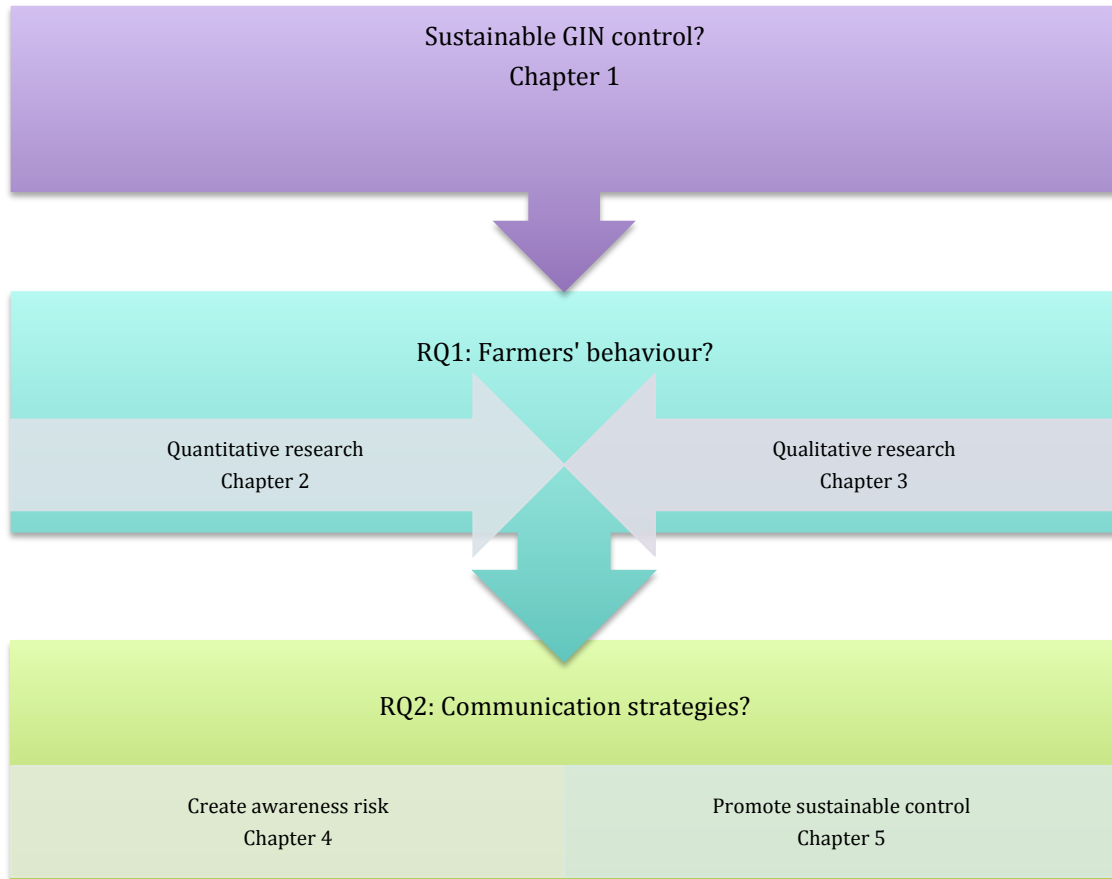 Sustainable GIN control?
Chapter 1
RQ1: Farmers' behaviour?
Quantitative research
Chapter 2
Qualitative research
Chapter 3
RQ2: Communication strategies?
Create awareness risk
Chapter 4
Promote sustainable control
Chapter 5